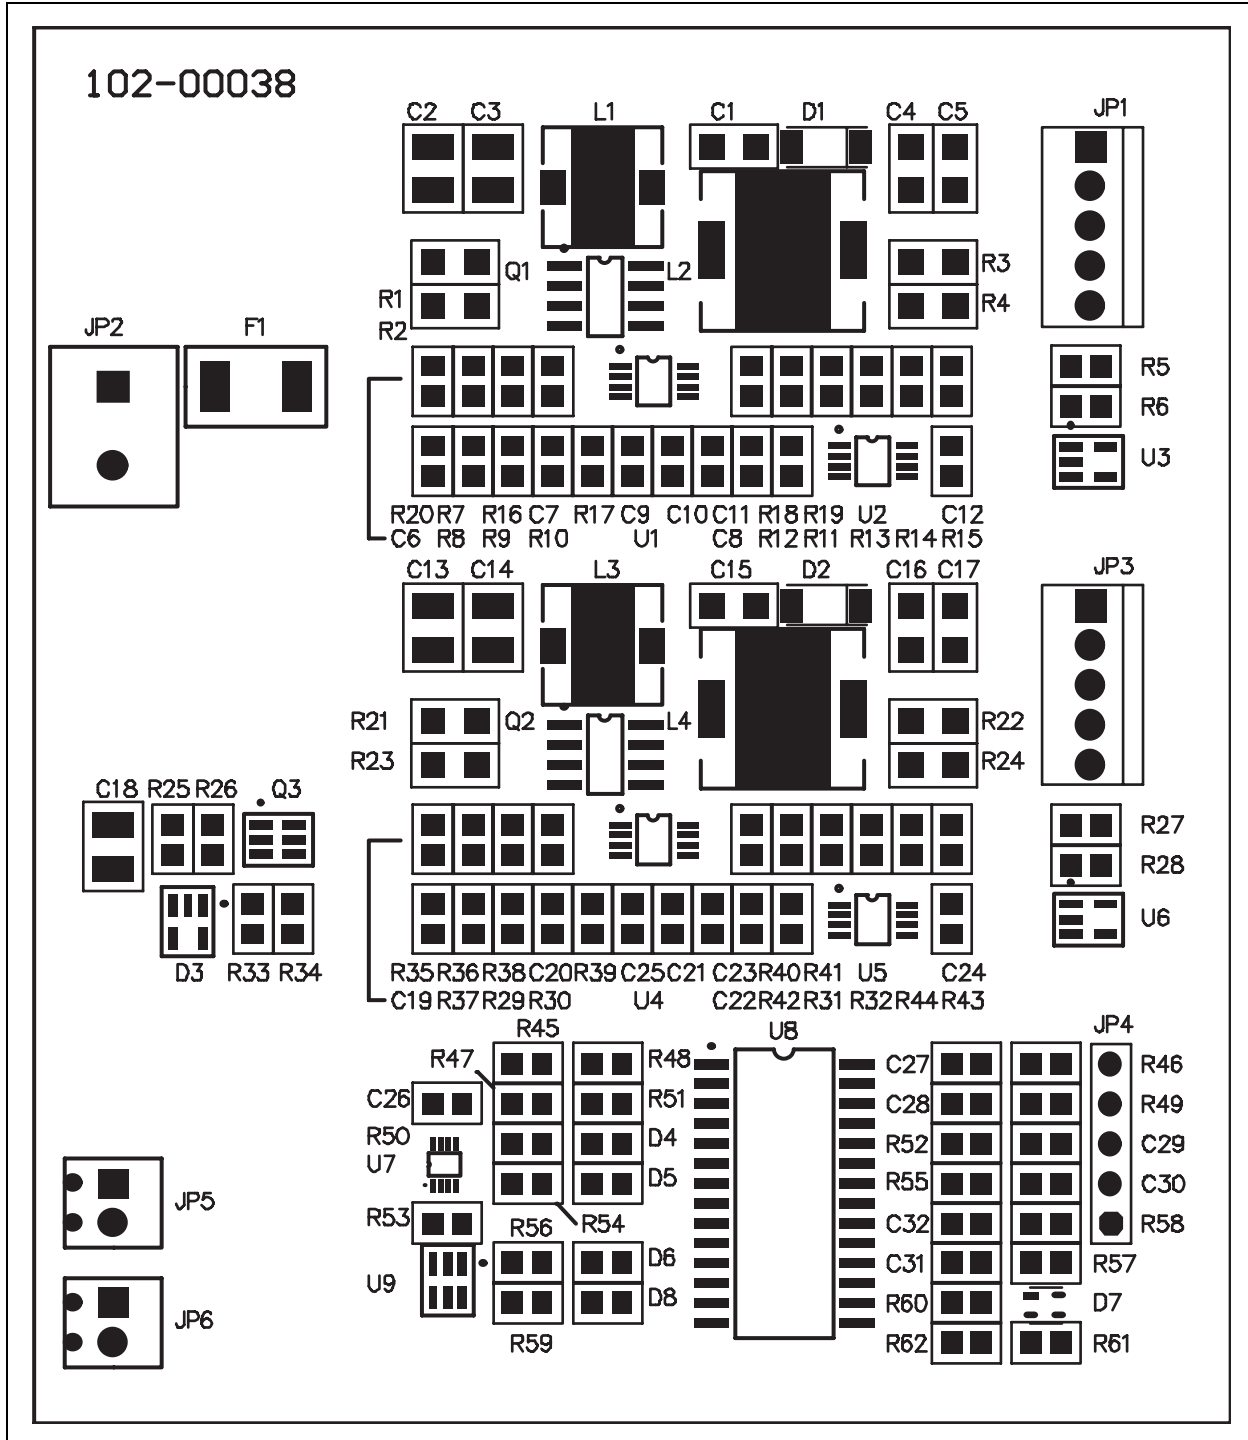 102-00038
C2 C3 L1 C1 D1 C4 C5 JP1
Q1 L2 R3
R1 R4
R2
JP2 F1
R5
R6
U3
R20 R7 R16 C7 R17 C9 C10 C11 R18 R19 U2 C12
C6 R8 R9 R10 U1 C8 R12 R11 R13 R14 R15
C13 C14 L3 C15 D2 C16 C17 JP3
R21 Q2 L4 R22
R23 R24
C18 R25 R26 Q3
R27
R28
U6
D3 R33 R34
R35 R36 R38 C20 R39 C25 C21 C23 R40 R41 U5 C24
C19 R37 R29 R30 U4 C22 R42 R31 R32 R44 R43
R45 U8 JP4
R47 R48 C27 R46
C26 R51 C28 R49
R50 D4 R52 C29
U7 D5 R55 C30
JP5
R53 R54 C32 R58
R56
U9 D6 C31 R57
D8 R60 D7
JP6
R59 R62 R61